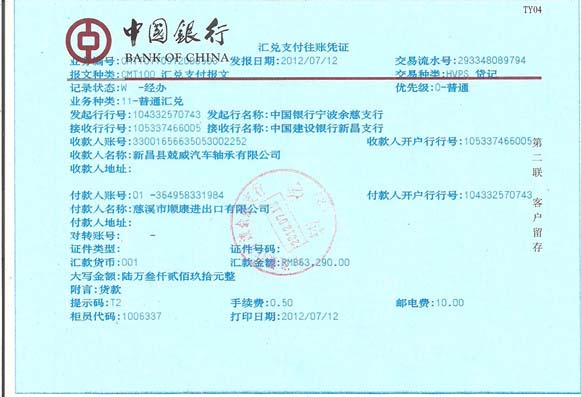 TY04
中国银行
BANK OF CHINA
汇兑支付往账凭证
业务编号: 发报日期:2012/07/12 交易流水号:293348089794
报文种类:CMT100 汇兑支付报文 交易种类:HVPS 贷记
记录状态:W -经办 优先级:0-普通
业务种类:11-普通汇兑
发起行行号:104332570743 发起行名称:中国银行宁波余慈支行
接收行行号:105337466005 接收行名称:中国建设银行新昌支行
收款人账号:33001656635053002252 收款人开户行行号:105337466005
收款人名称:新昌县兢康汽车轴承有限公司
收款人地址:
付款人账号:01 -364958331984 付款人开户行行号:104332570743
付款人名称:慈溪市顺康进出口有限公司
付款人地址:
对转账号: -
证件类型: 证件号码:
汇款货币:001 汇款金额:RMB63,290.00
大写金额:陆万叁仟贰佰玖拾元整
附言:货款
提示码:T2 手续费:0.50 邮电费:10.00
柜员代码:1006337 打印日期:2012/07/12
第二联 客户留存